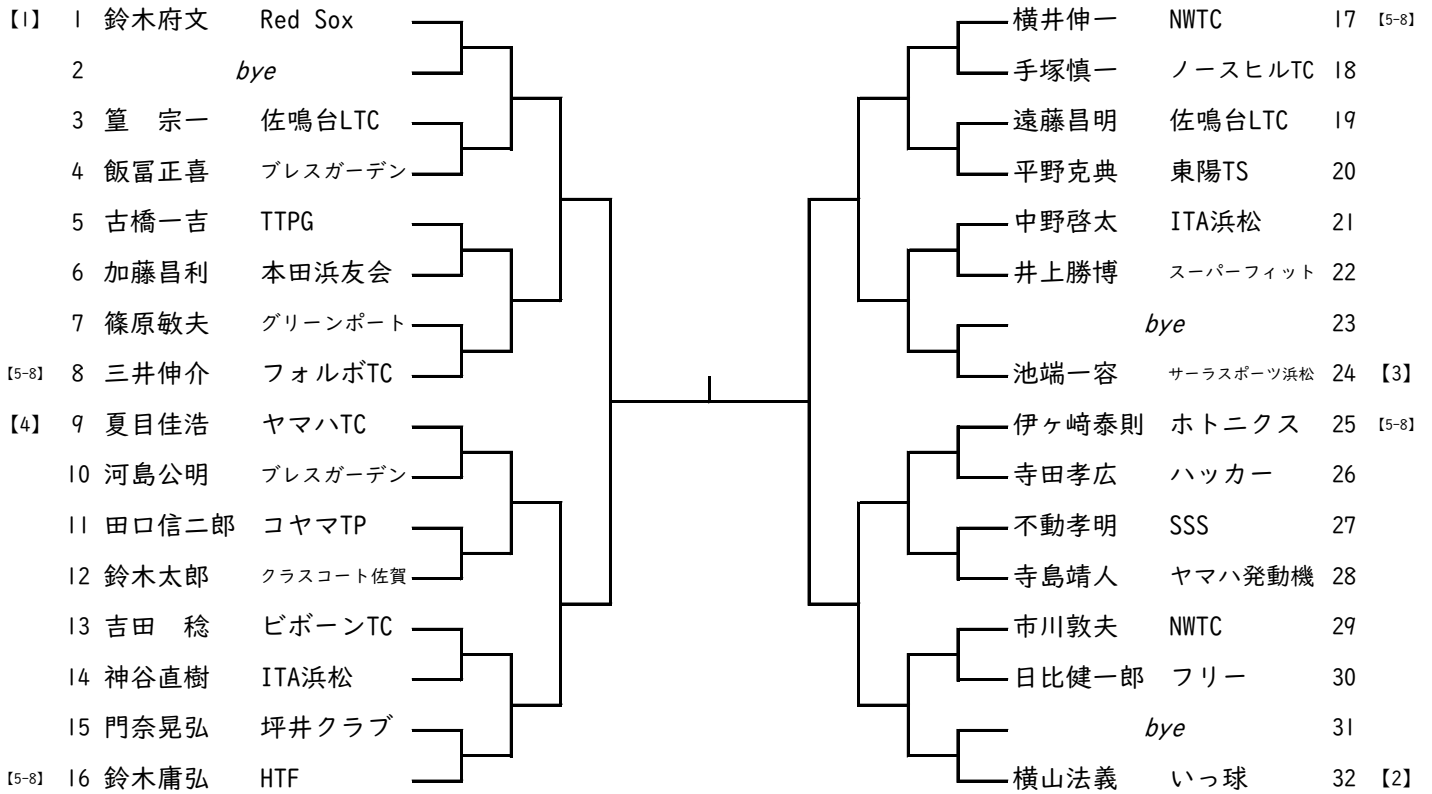 【1】 1 鈴木府文 Red Sox
2 bye
3 篁 宗一 佐鳴台LTC
4 飯冨正喜 ブレスガーデン
5 古橋一吉 TTPG
6 加藤昌利 本田浜友会
7 篠原敏夫 グリーンポート
【5-8】 8 三井伸介 フォルボTC
【4】 9 夏目佳浩 ヤマハTC
10 河島公明 ブレスガーデン
11 田口信二郎 コヤマTP
12 鈴木太郎 クラスコート佐賀
13 吉田 稔 ビボーンTC
14 神谷直樹 ITA浜松
15 門奈晃弘 坪井クラブ
【5-8】 16 鈴木庸弘 HTF
横井伸一 NWTC 17 【5-8】
手塚慎一 ノースヒルTC 18
遠藤昌明 佐鳴台LTC 19
平野克典 東陽TS 20
中野啓太 ITA浜松 21
井上勝博 スーパーフィット 22
bye 23
池端一容 サーラスポーツ浜松 24 【3】
伊ヶ﨑泰則 ホトニクス 25 【5-8】
寺田孝広 ハッカー 26
不動孝明 SSS 27
寺島靖人 ヤマハ発動機 28
市川敦夫 NWTC 29
日比健一郎 フリー 30
bye 31
横山法義 いっ球 32 【2】